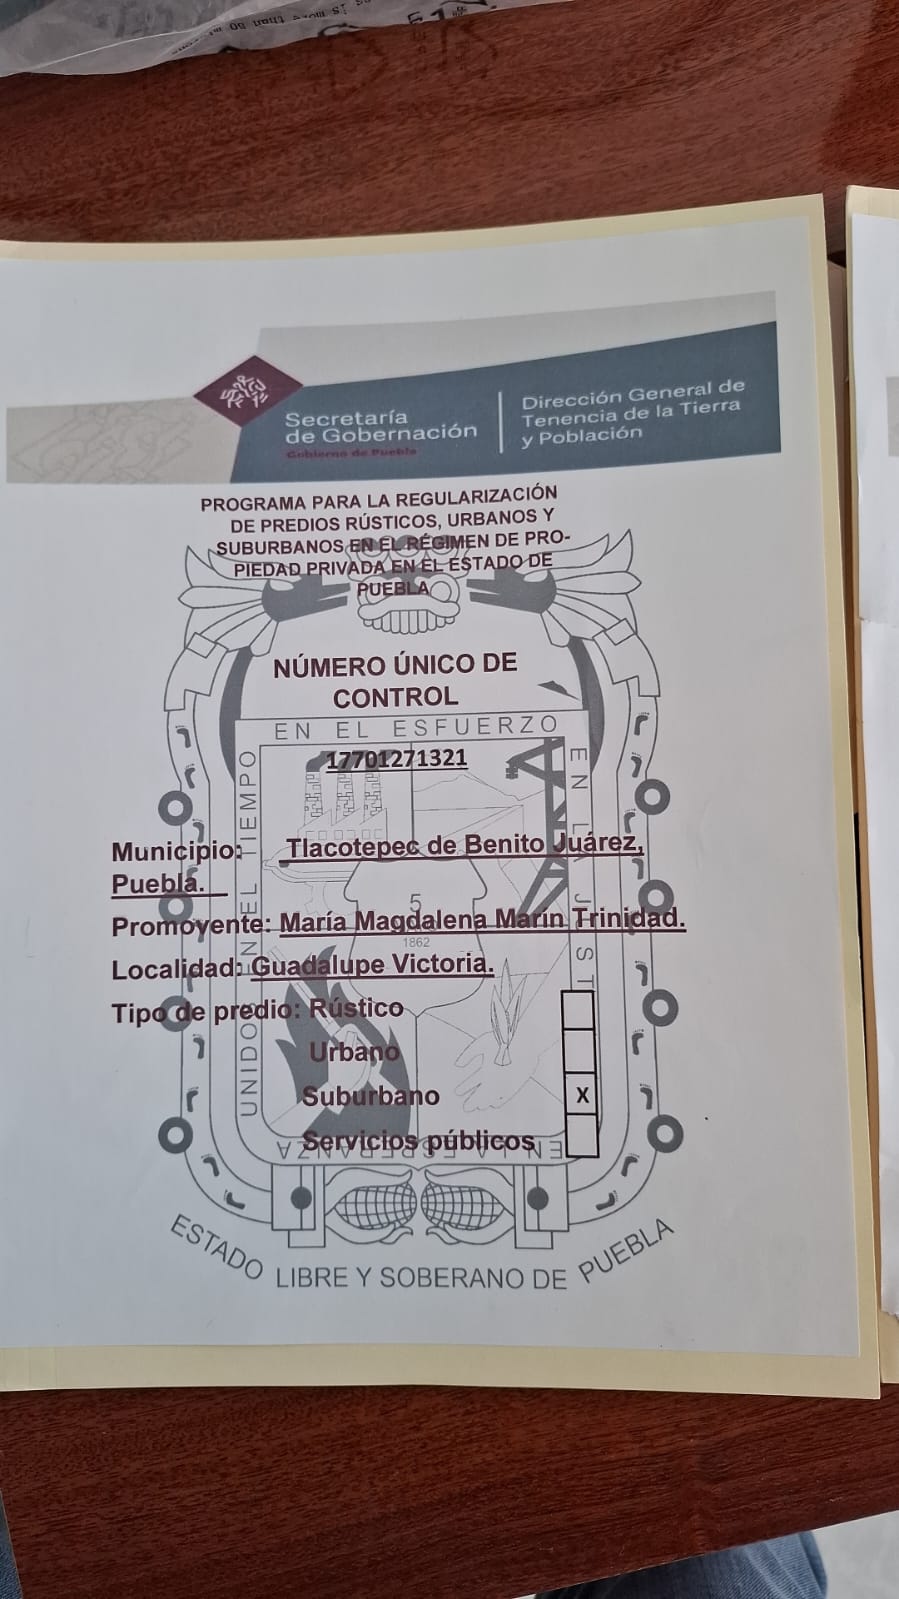 than 50
Secretaría
de Gobernación
Gobierno de Puebla
Dirección General de
Tenencia de la Tierra
y Población
PROGRAMA PARA LA REGULARIZACIÓN
DE PREDIOS RÚSTICOS, URBANOS Y
SUBURBANOS EN EL RÉGIMEN DE PRO-
PIEDAD PRIVADA EN EL ESTADO DE
PUEBLA
NÚMERO ÚNICO DE
CONTROL
EN EL ESFUERZO
17701271321
UNIDOS EN EL TIEMPO
Municipio: Tlacotepec de Benito Juárez,
Puebla.
5
Promovente: María Magdalena Marín Trinidad.
1862
Localidad: Guadalupe Victoria.
Tipo de predio: Rústico
Urbano
Suburbano X
Servicios públicos
EN LA ESPERANZA
ESTADO LIBRE Y SOBERANO DE PUEBLA